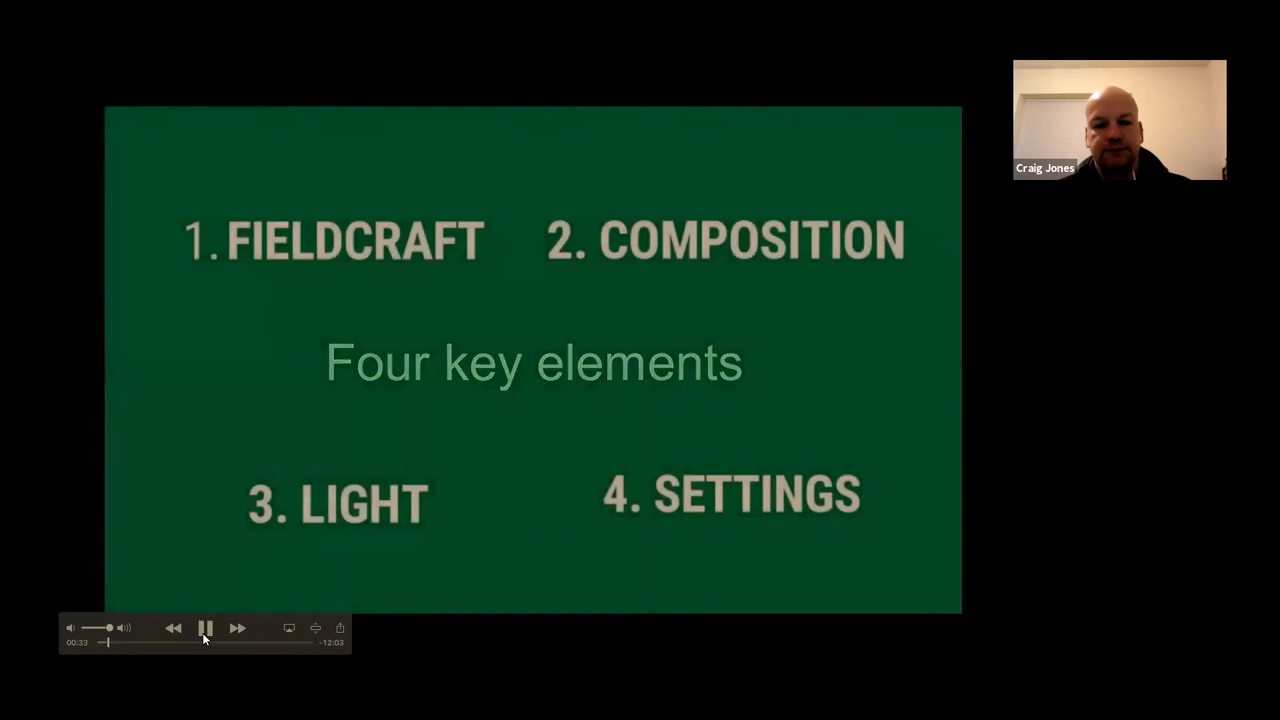 Craig Jones
1. FIELDCRAFT
2. COMPOSITION
Four key elements
3. LIGHT
4. SETTINGS
00:33
-12:03